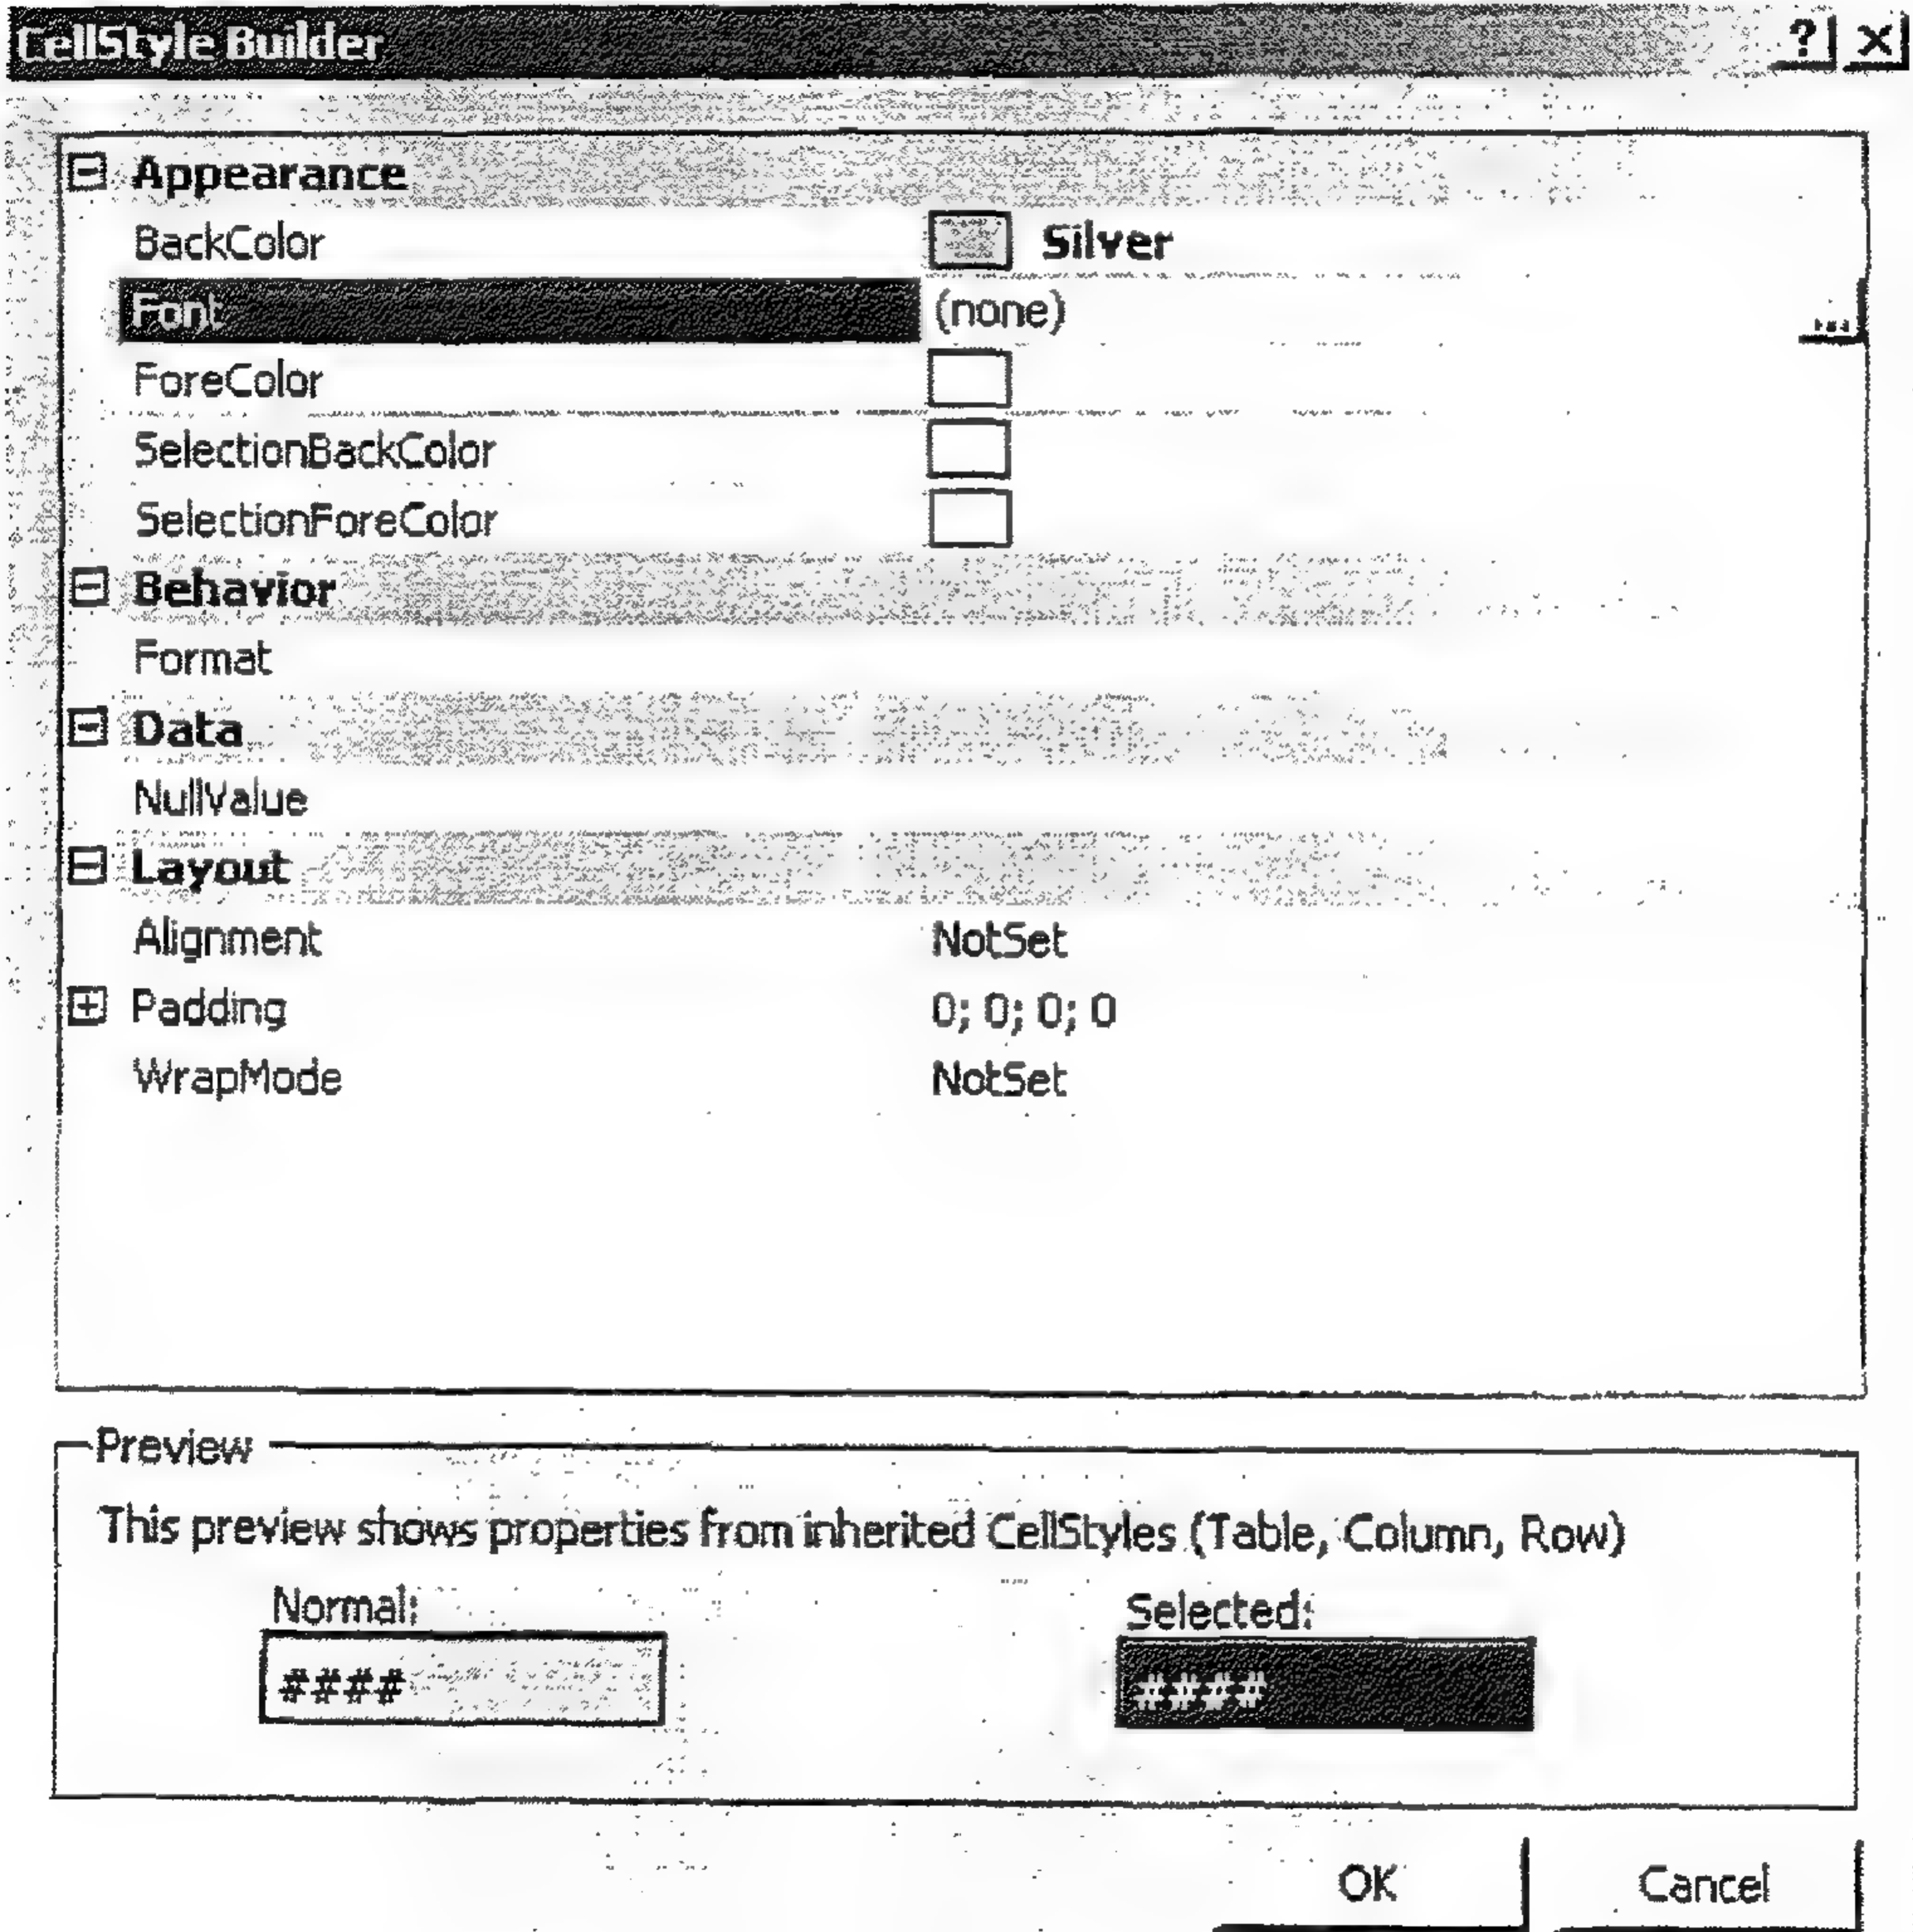 CellStyle Builder ? X
Appearance
BackColor Silver
Font (none) ...
ForeColor
SelectionBackColor
SelectionForeColor
Behavior
Format
Data
NullValue
Layout
Alignment NotSet
Padding 0; 0; 0; 0
WrapMode NotSet
Preview
This preview shows properties from inherited CellStyles (Table, Column, Row)
Normal: Selected:
#### ####
OK Cancel